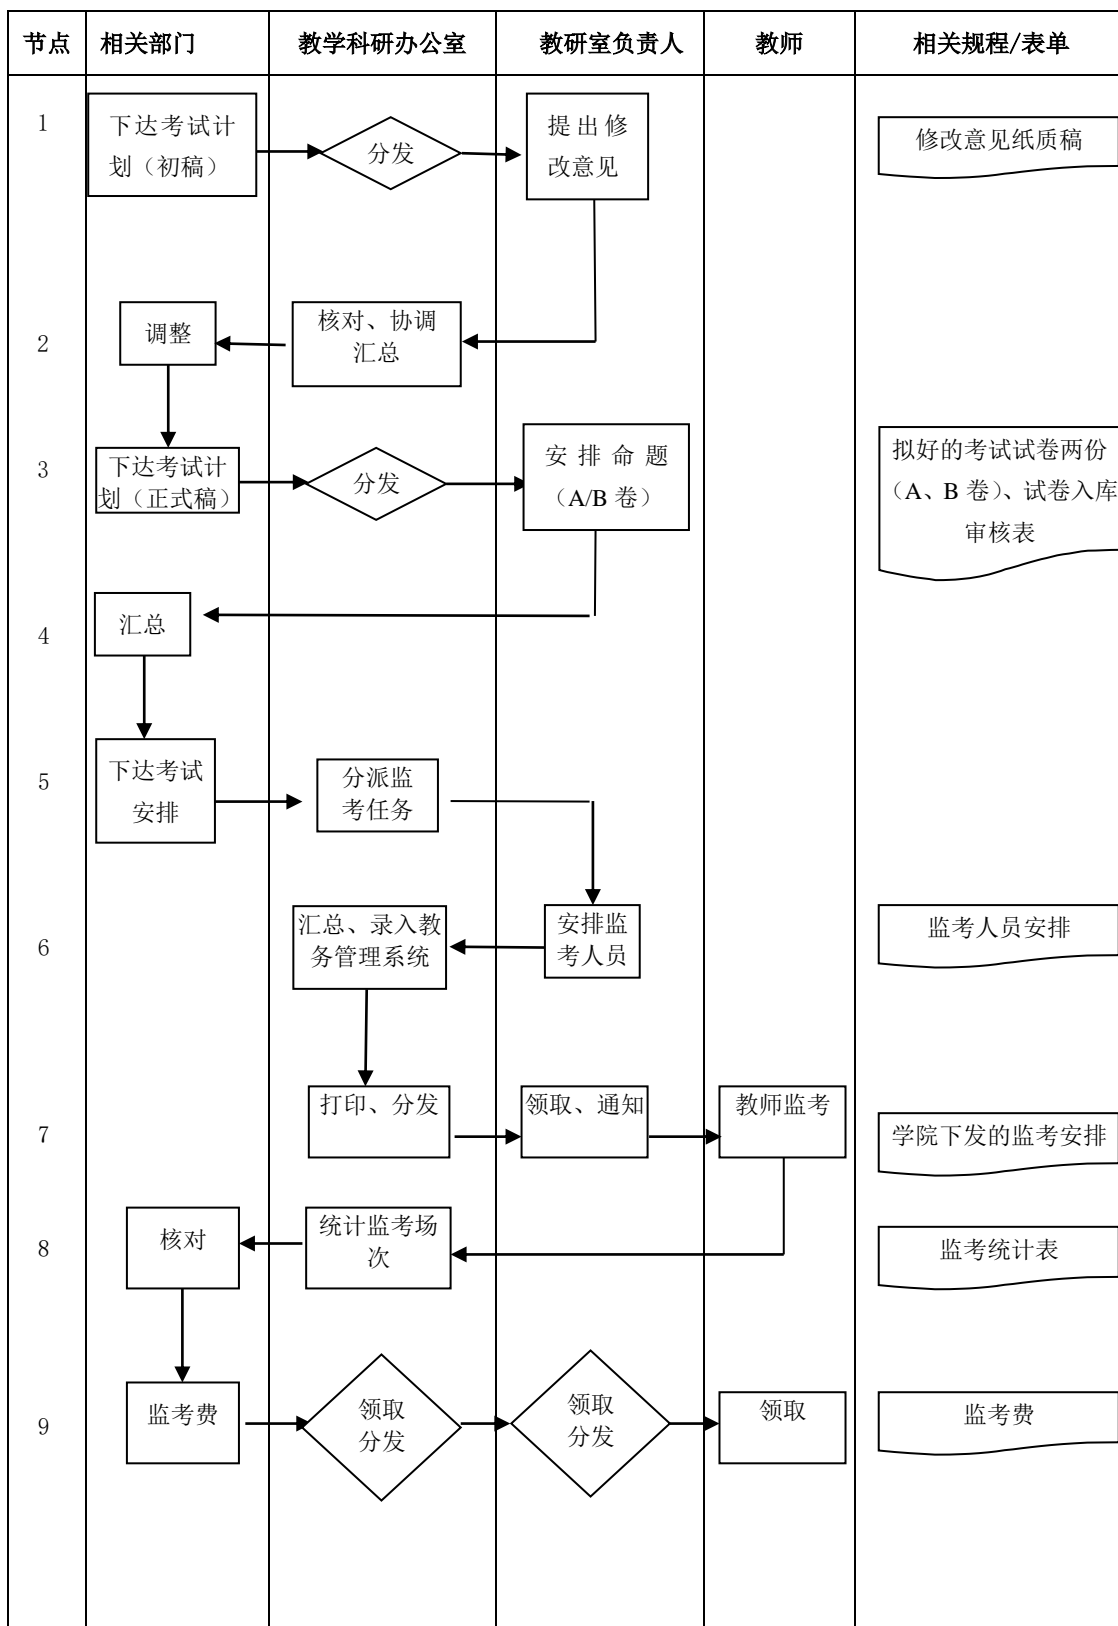 节点 相关部门 教学科研办公室 教研室负责人 教师 相关规程/表单
1
下达考试计
划（初稿）
分发
提出修
改意见
修改意见纸质稿
2
调整
核对、协调
汇总
3
下达考试计
划（正式稿）
分发
安排命题
（A/B 卷）
拟好的考试试卷两份
（A、B 卷）、试卷入库
审核表
4
汇总
5
下达考试
安排
分派监
考任务
6
汇总、录入教
务管理系统
安排监
考人员
监考人员安排
7
打印、分发
领取、通知
教师监考
学院下发的监考安排
8
核对
统计监考场
次
监考统计表
9
监考费
领取
分发
领取
分发
领取
监考费